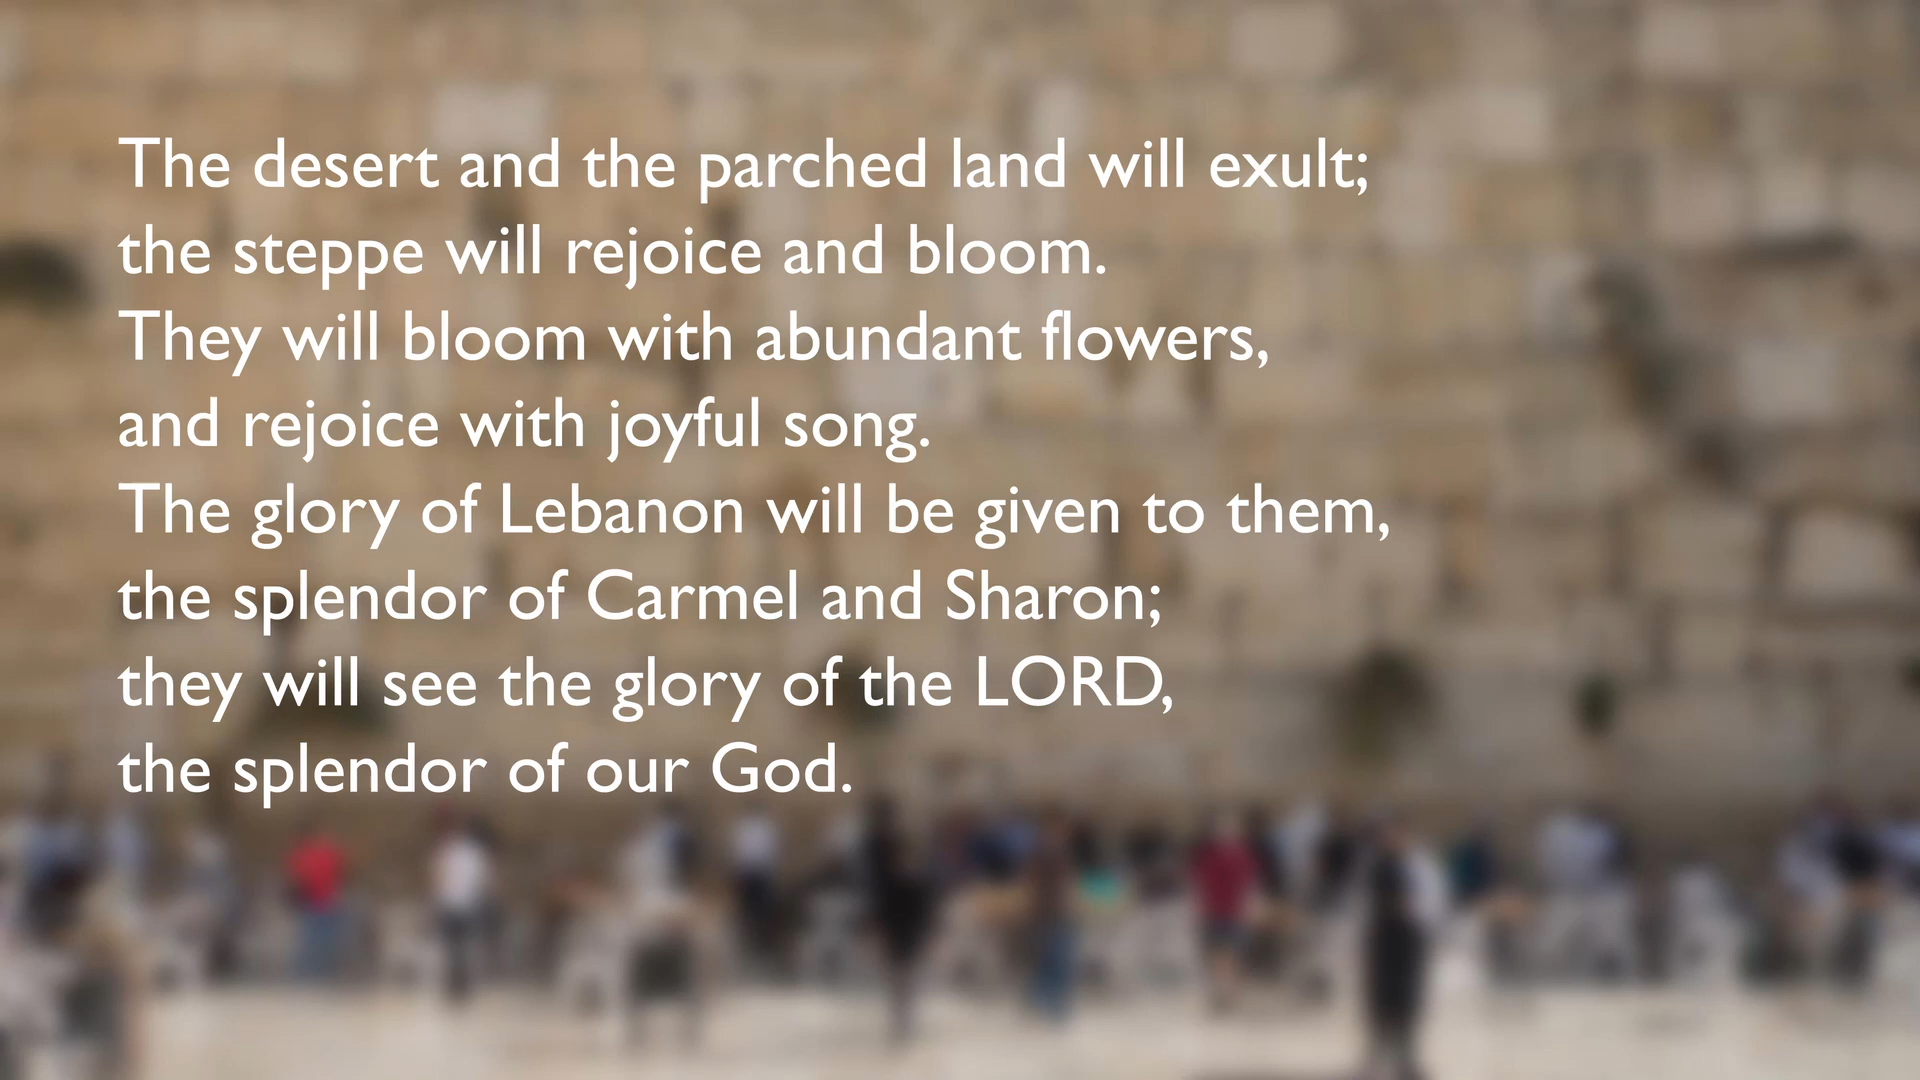 The desert and the parched land will exult;
the steppe will rejoice and bloom.
They will bloom with abundant flowers,
and rejoice with joyful song.
The glory of Lebanon will be given to them,
the splendor of Carmel and Sharon;
they will see the glory of the LORD,
the splendor of our God.